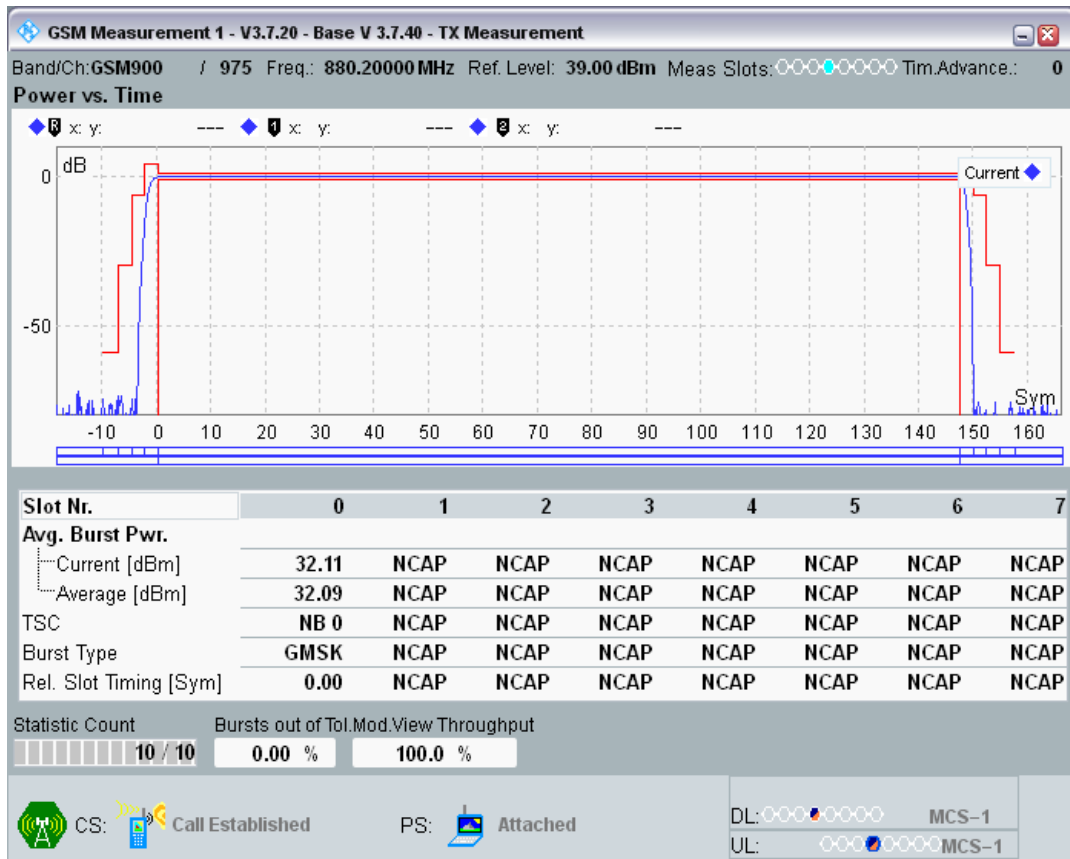 GSM Measurement 1 - V3.7.20 - Base V 3.7.40 - TX Measurement
Band/Ch:GSM900 / 975 Freq.: 880.20000 MHz Ref. Level: 39.00 dBm Meas Slots: Tim.Advance.: 0
Power vs. Time
R x: y: --- 1 x: y: --- 2 x: y: ---
dB
Current
0
-50
Sym
-10 0 10 20 30 40 50 60 70 80 90 100 110 120 130 140 150 160
Slot Nr. 0 1 2 3 4 5 6 7
Avg. Burst Pwr.
Current [dBm] 32.11 NCAP NCAP NCAP NCAP NCAP NCAP NCAP
Average [dBm] 32.09 NCAP NCAP NCAP NCAP NCAP NCAP NCAP
TSC NB 0 NCAP NCAP NCAP NCAP NCAP NCAP NCAP
Burst Type GMSK NCAP NCAP NCAP NCAP NCAP NCAP NCAP
Rel. Slot Timing [Sym] 0.00 NCAP NCAP NCAP NCAP NCAP NCAP NCAP
Statistic Count Bursts out of Tol. Mod.View Throughput
10 / 10 0.00 % 100.0 %
CS: Call Established PS: Attached DL: MCS-1
UL: MCS-1